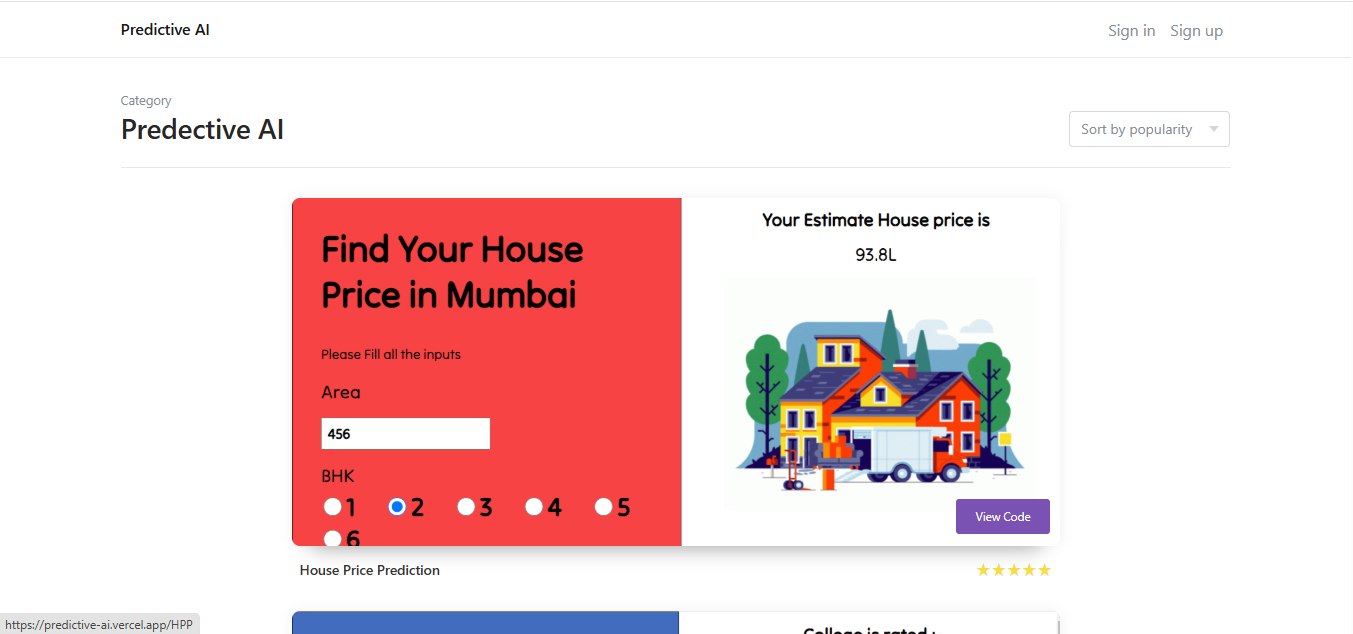 Predictive AI
Sign in Sign up
Category
Predective AI
Sort by popularity
Find Your House
Price in Mumbai
Please Fill all the inputs
Area
456
BHK
1 2 3 4 5
6
Your Estimate House price is
93.8L
View Code
House Price Prediction
College is rated :-
https://predictive-ai.vercel.app/HPP